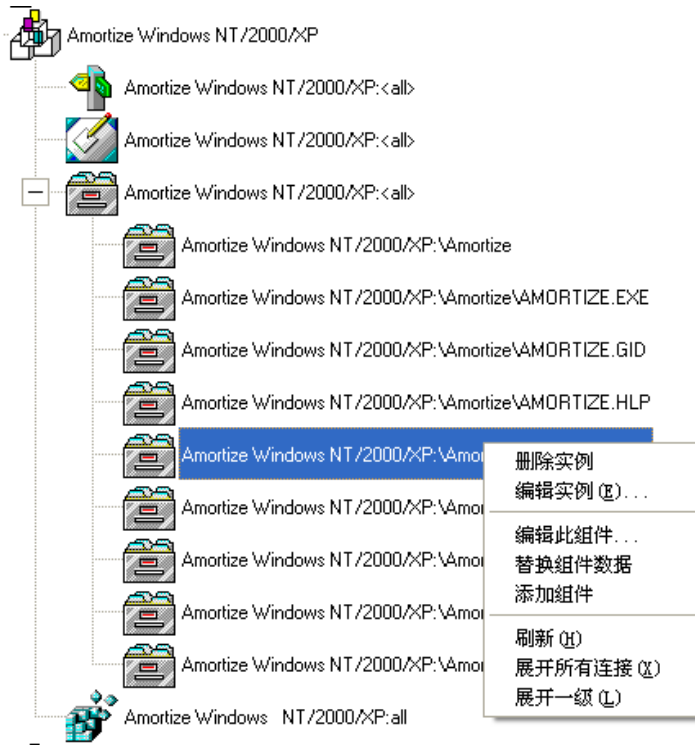 Amortize Windows NT/2000/XP
Amortize Windows NT/2000/XP:<all>
Amortize Windows NT/2000/XP:<all>
Amortize Windows NT/2000/XP:<all>
Amortize Windows NT/2000/XP:\Amortize
Amortize Windows NT/2000/XP:\Amortize\AMORTIZE.EXE
Amortize Windows NT/2000/XP:\Amortize\AMORTIZE.GID
Amortize Windows NT/2000/XP:\Amortize\AMORTIZE.HLP
Amortize Windows NT/2000/XP:\Amor
Amortize Windows NT/2000/XP:\Amor
Amortize Windows NT/2000/XP:\Amor
Amortize Windows NT/2000/XP:\Amor
Amortize Windows NT/2000/XP:\Amor
Amortize Windows NT/2000/XP:all
删除实例
编辑实例(E)...
编辑此组件...
替换组件数据
添加组件
刷新(H)
展开所有连接(X)
展开一级(L)